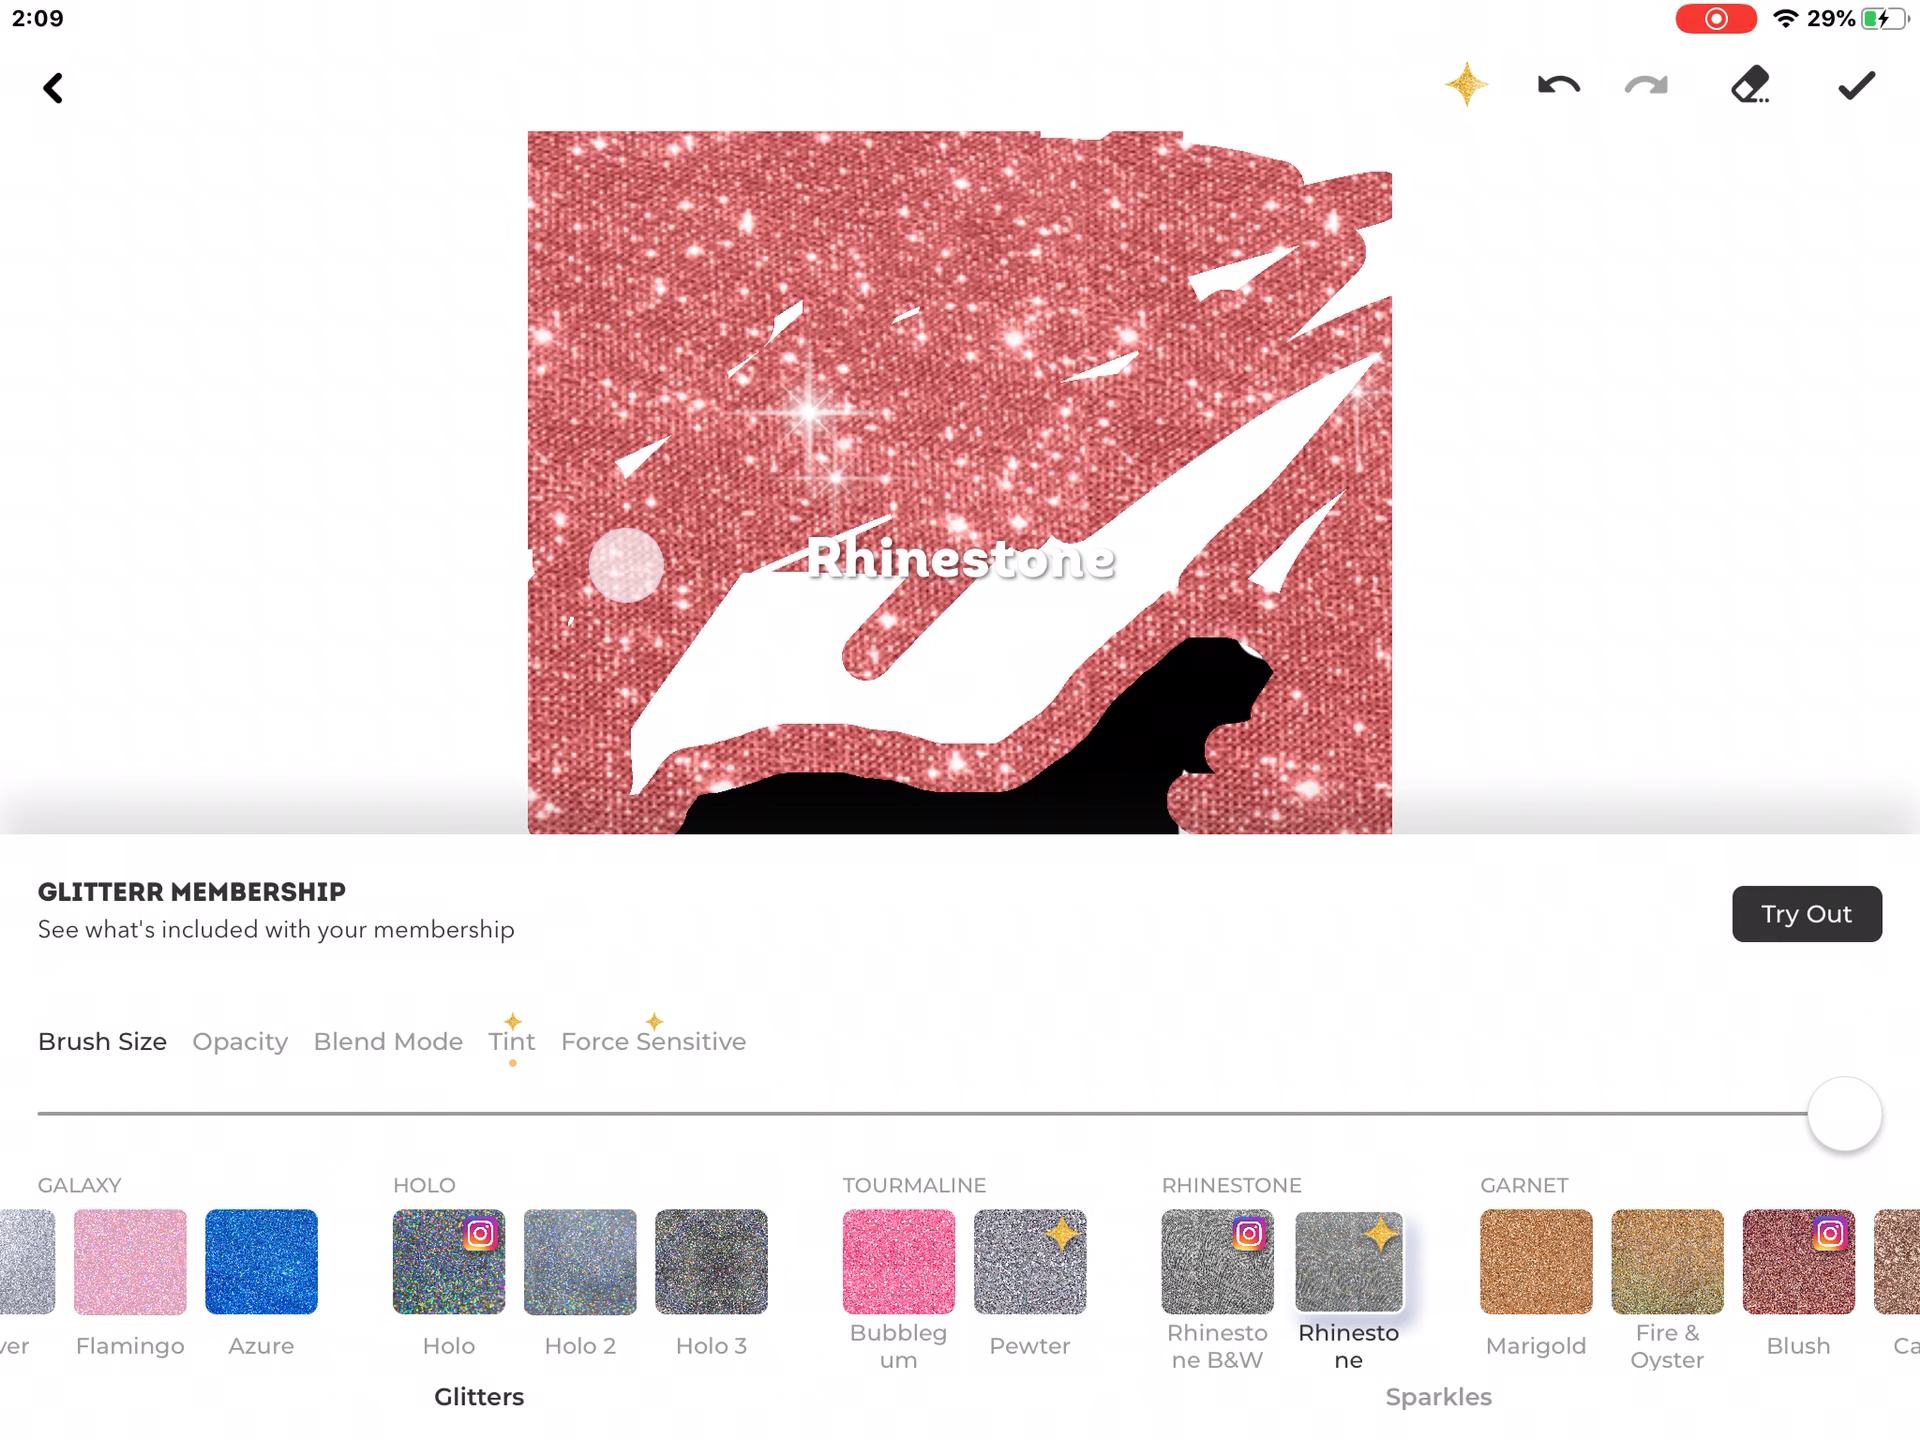 2:09
29%
Rhinestone
GLITTERR MEMBERSHIP
See what's included with your membership
Try Out
Brush Size Opacity Blend Mode Tint Force Sensitive
GALAXY HOLO TOURMALINE RHINESTONE GARNET
ver Flamingo Azure Holo Holo 2 Holo 3 Bubbleg
um Pewter Rhinesto
ne B&W Rhinesto
ne Marigold Fire &
Oyster Blush Ca
Glitters Sparkles